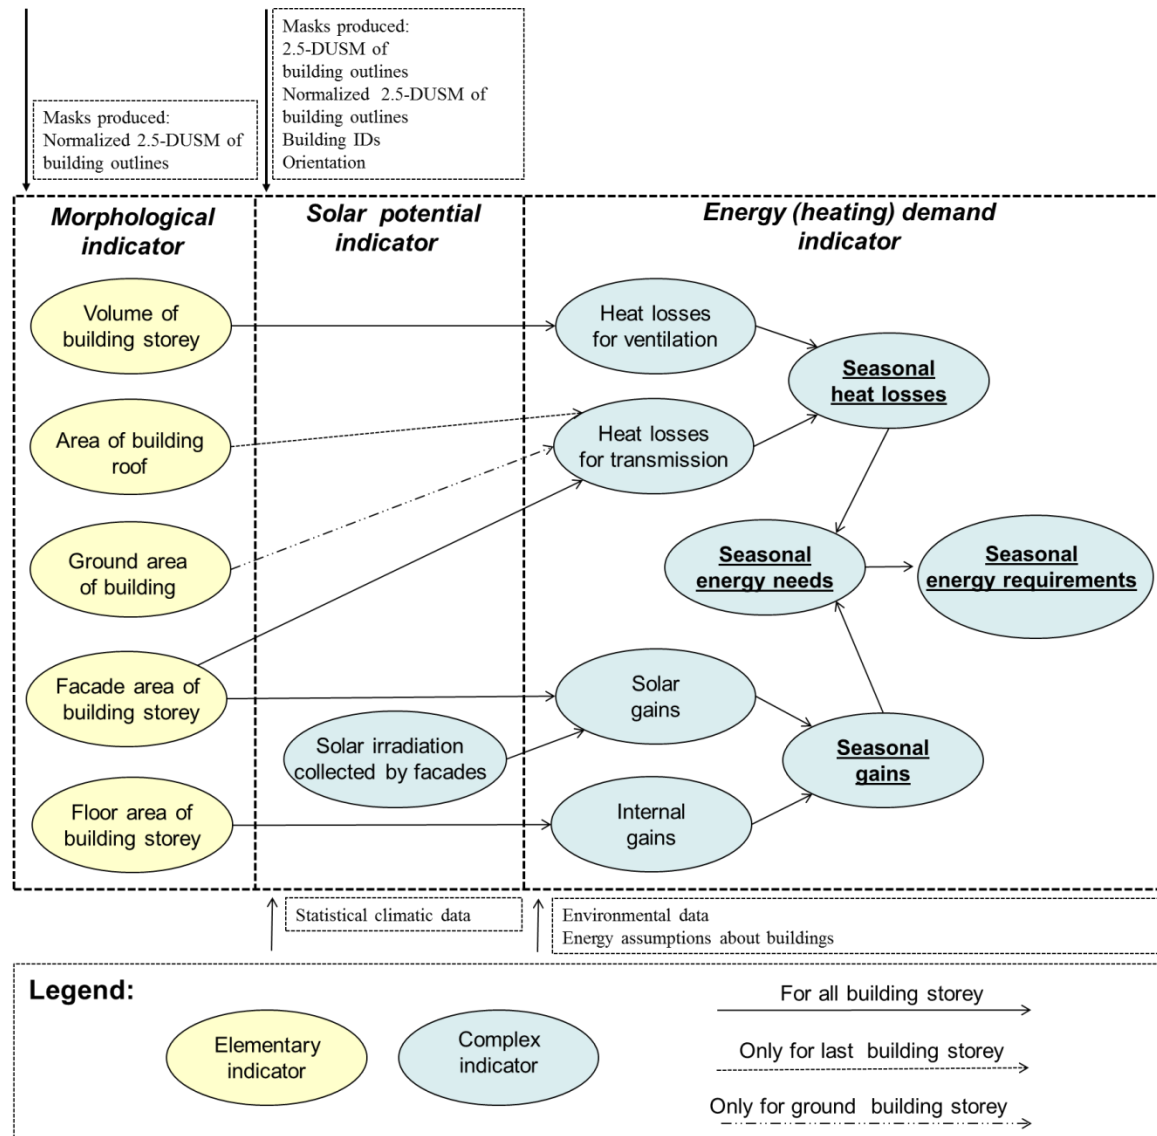 Masks produced:
2.5-DUSM of
building outlines
Normalized 2.5-DUSM of
building outlines
Building IDs
Orientation
Masks produced:
Normalized 2.5-DUSM of
building outlines
Morphological
indicator
Solar potential
indicator
Energy (heating) demand
indicator
Volume of
building storey
Heat losses
for ventilation
Seasonal
heat losses
Area of building
roof
Heat losses
for transmission
Ground area
of building
Seasonal
energy needs
Seasonal
energy requirements
Facade area of
building storey
Solar
gains
Solar irradiation
collected by facades
Seasonal
gains
Floor area of
building storey
Internal
gains
Statistical climatic data
Environmental data
Energy assumptions about buildings
Legend:
Elementary
indicator
Complex
indicator
For all building storey
Only for last building storey
Only for ground building storey